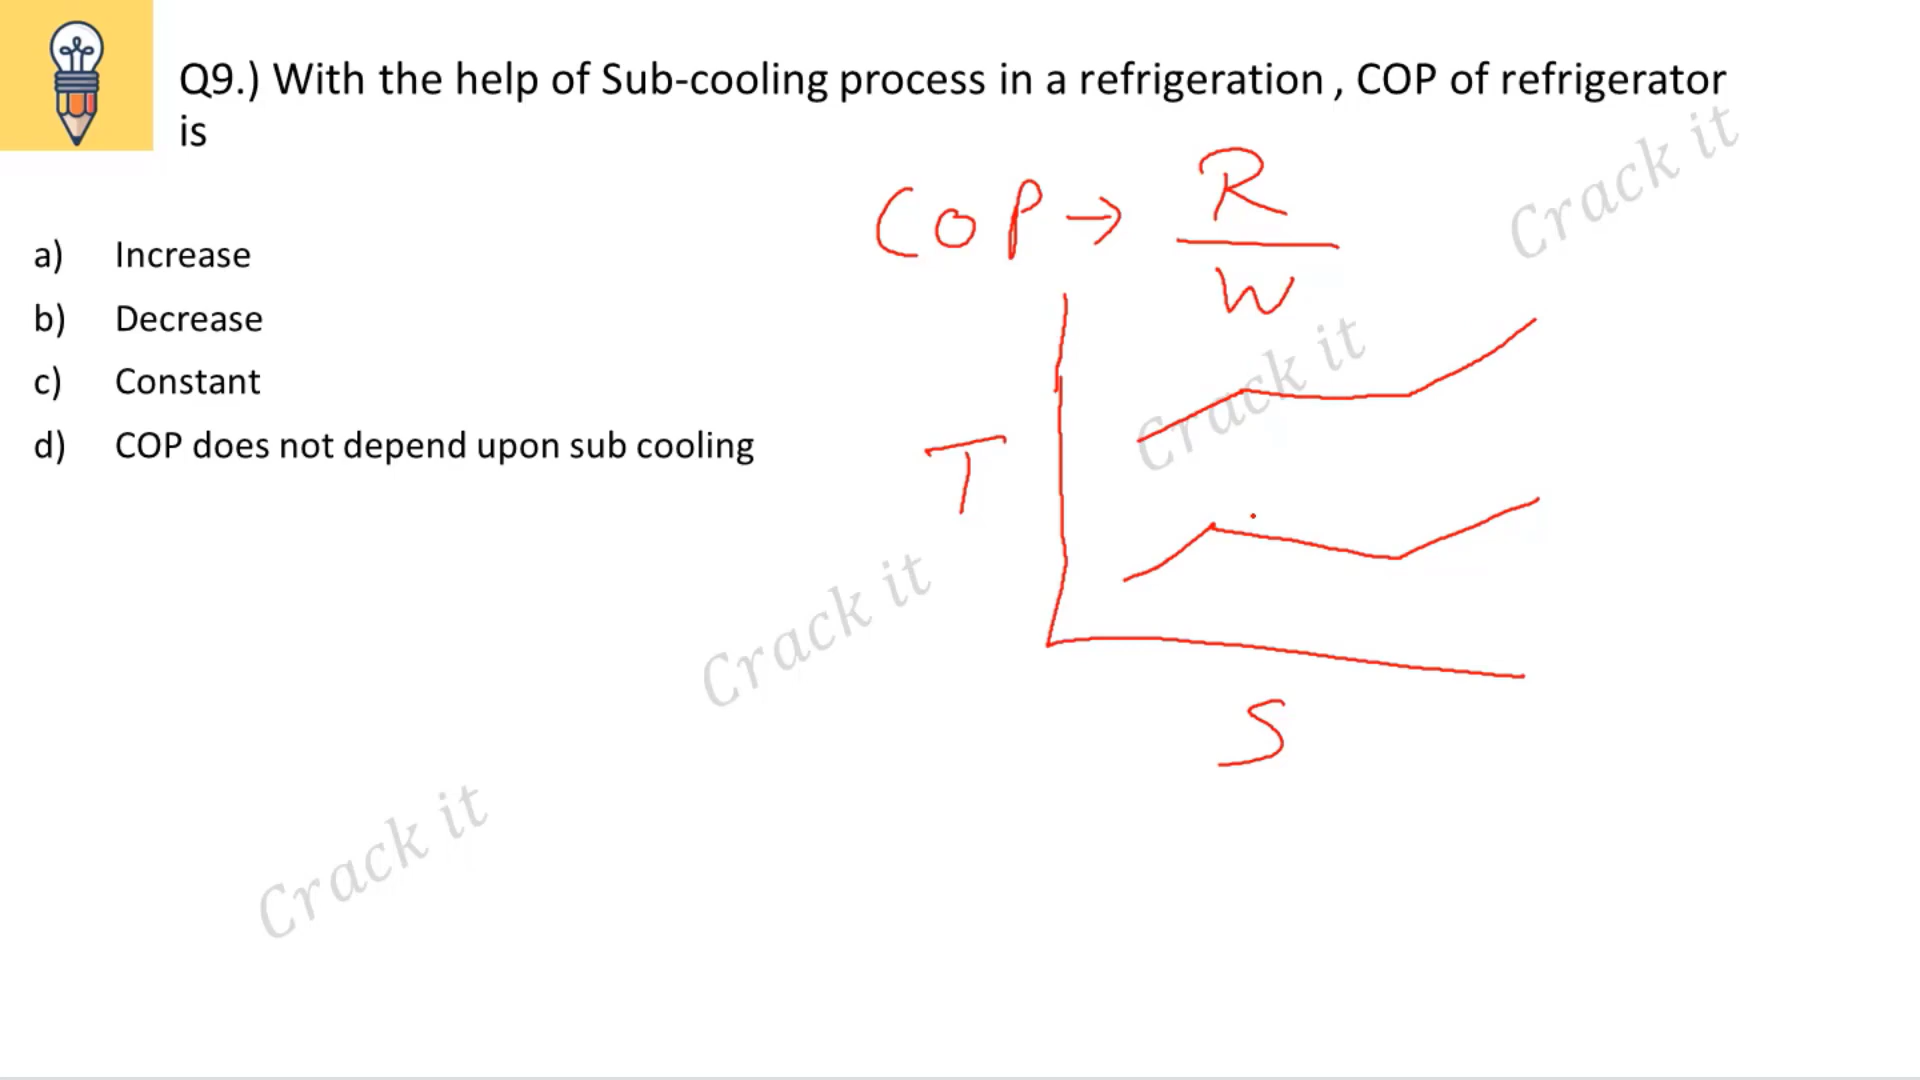 Q9.) With the help of Sub-cooling process in a refrigeration , COP of refrigerator
is
COP → R
W
a) Increase
b) Decrease
c) Constant
d) COP does not depend upon sub cooling
T
S
Crack it
Crack it
Crack it
Crack it